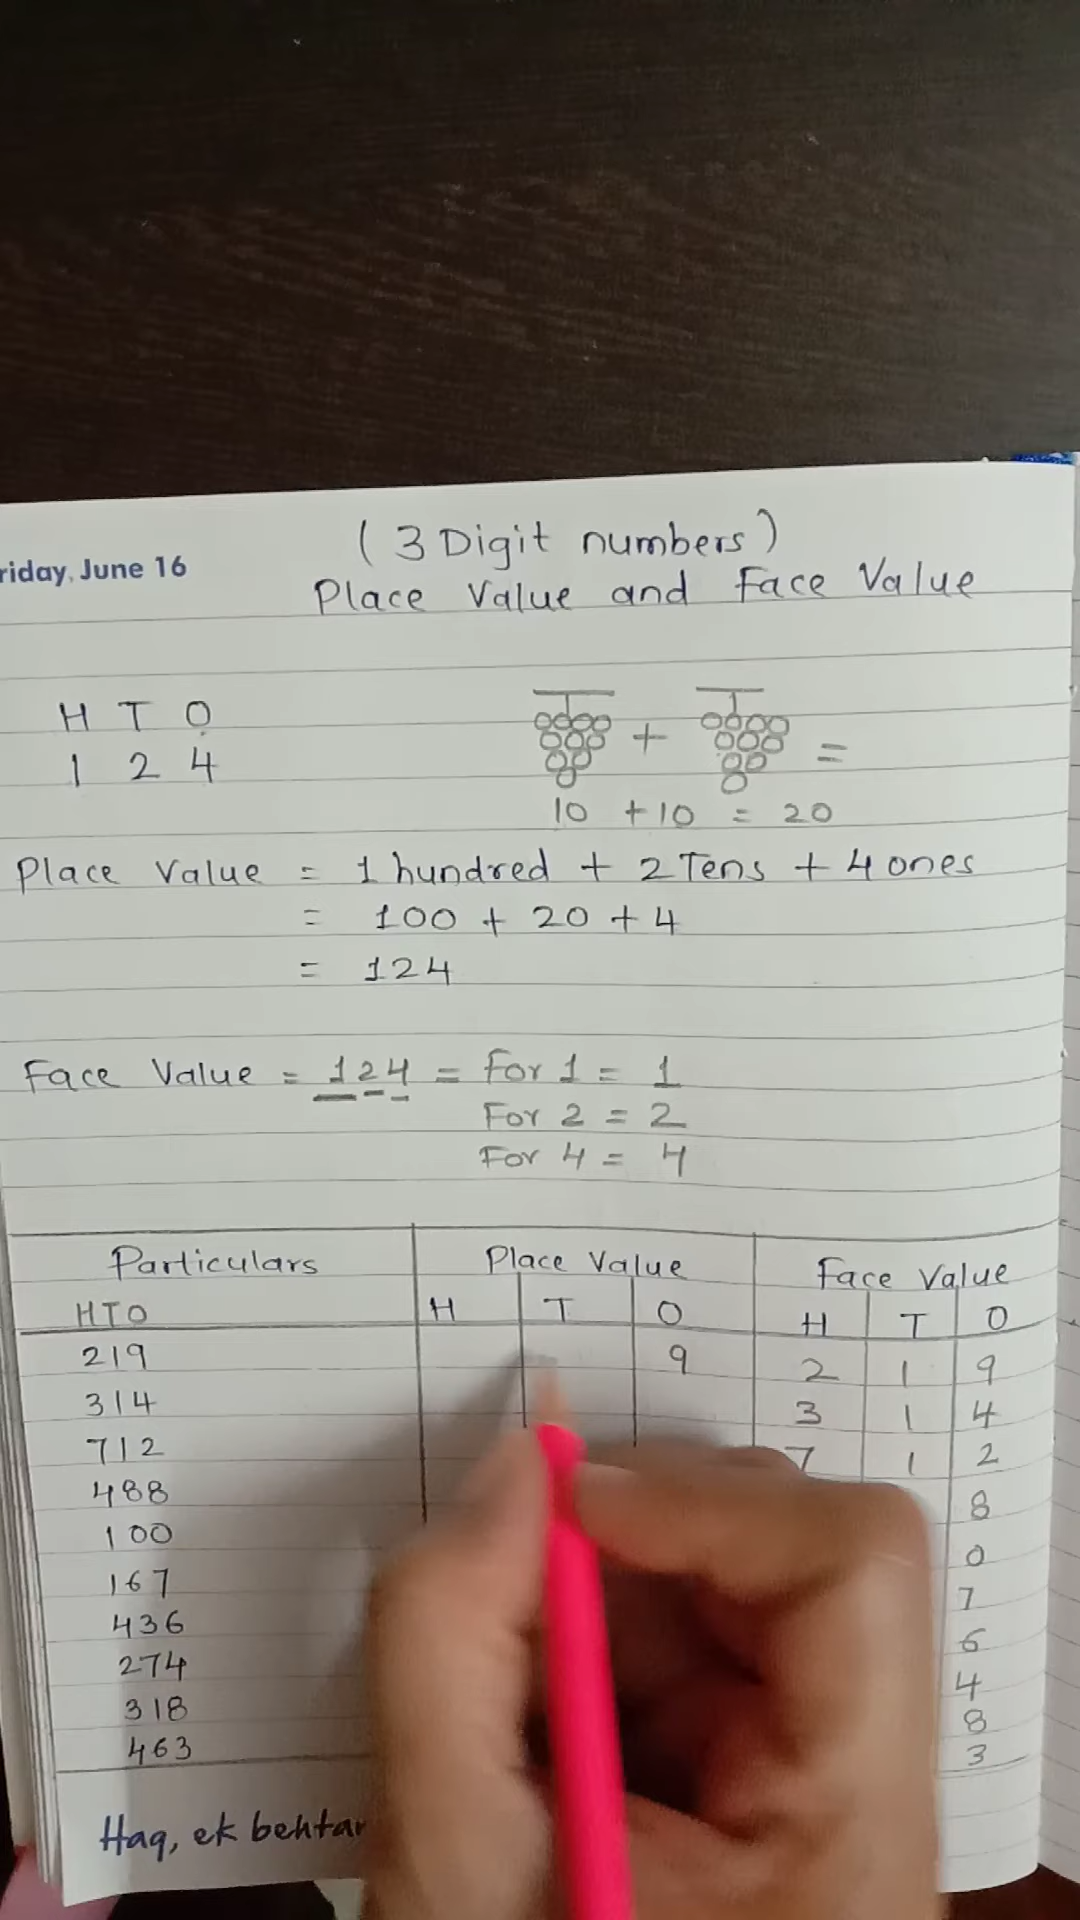 ( 3 Digit numbers )
riday, June 16
Place Value and Face Value
H T O
1 2 4
+ =
10 + 10 = 20
Place Value = 1 hundred + 2 Tens + 4 ones
= 100 + 20 + 4
= 124
Face Value = 124 = For 1 = 1
For 2 = 2
For 4 = 4
Particulars Place Value Face Value
HTO H T O H T O
219 9 2 1 9
314 3 1 4
712 7 1 2
488 8
100 0
167 7
436 6
274 4
318 8
463 3
Haq, ek behtar